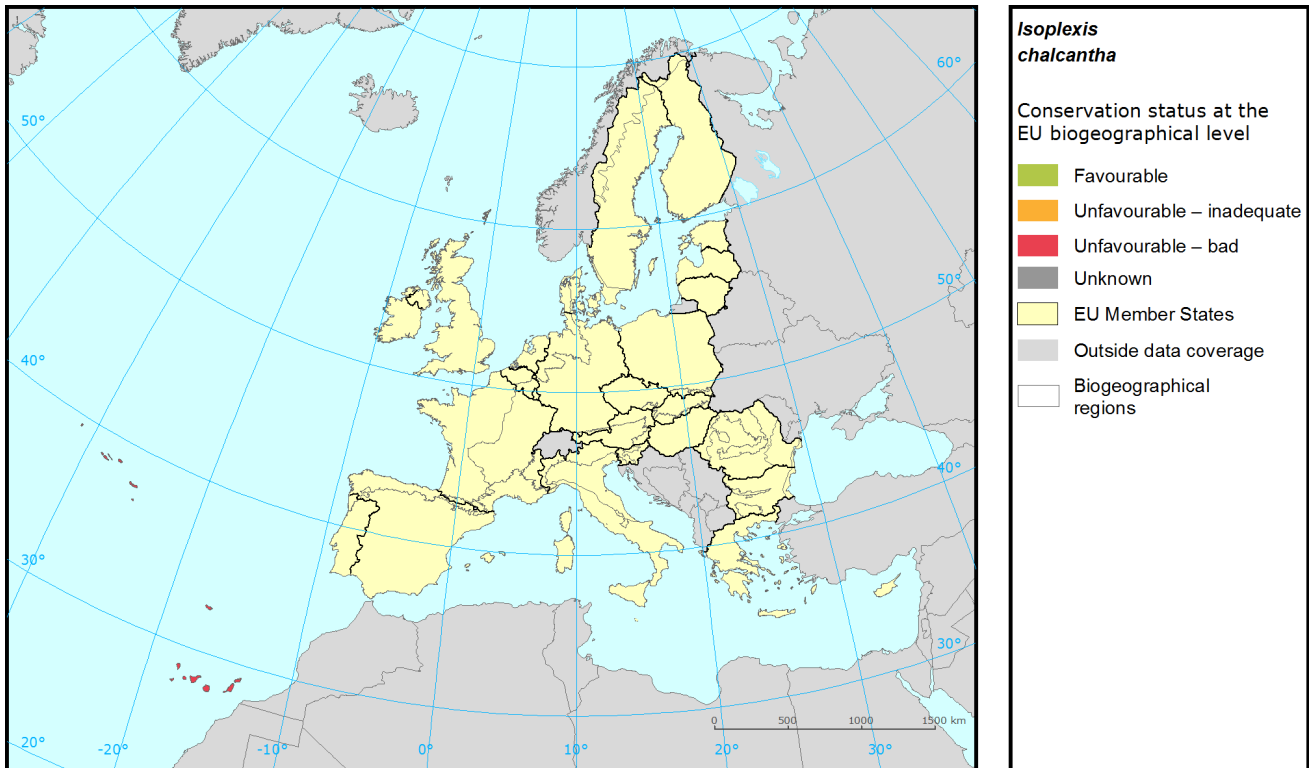 60°
50°
50°
40°
40°
30°
30°
0 500 1000 1500 km
20° -20° -10° 0° 10° 20° 30°
Isoplexis
chalcantha
Conservation status at the
EU biogeographical level
Favourable
Unfavourable – inadequate
Unfavourable – bad
Unknown
EU Member States
Outside data coverage
Biogeographical
regions